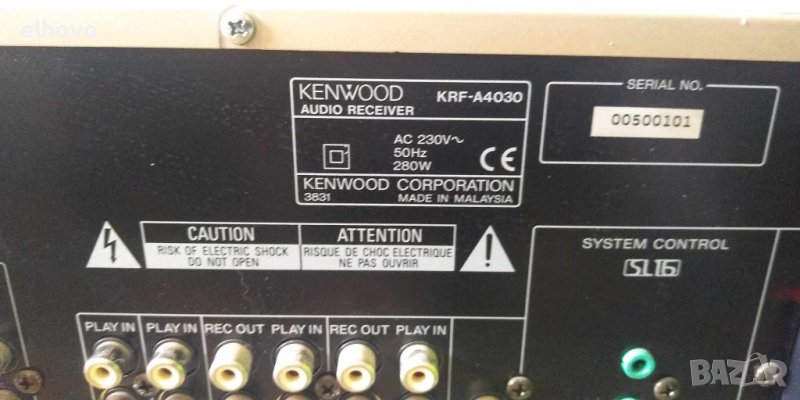 elhovo
KENWOOD KRF-A4030
AUDIO RECEIVER
AC 230V~
50Hz
280W
CE
KENWOOD CORPORATION
3831 MADE IN MALAYSIA
SERIAL NO.
00500101
CAUTION
RISK OF ELECTRIC SHOCK
DO NOT OPEN
ATTENTION
RISQUE DE CHOC ELECTRIQUE
NE PAS OUVRIR
SYSTEM CONTROL
SL16
PLAY IN PLAY IN REC OUT PLAY IN REC OUT PLAY IN
BAZAR